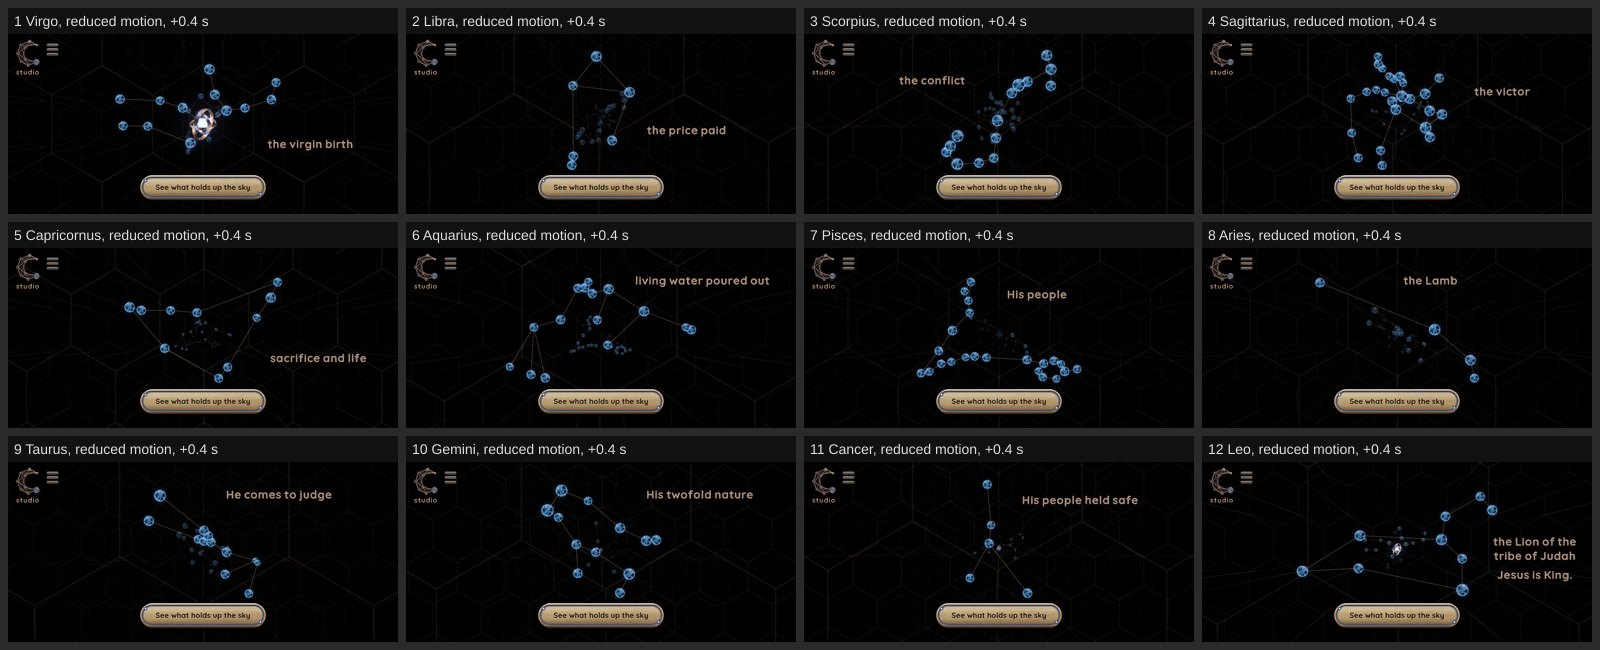 1 Virgo, reduced motion, +0.4 s
studio
the virgin birth
See what holds up the sky
2 Libra, reduced motion, +0.4 s
studio
the price paid
See what holds up the sky
3 Scorpius, reduced motion, +0.4 s
studio
the conflict
See what holds up the sky
4 Sagittarius, reduced motion, +0.4 s
studio
the victor
See what holds up the sky
5 Capricornus, reduced motion, +0.4 s
studio
sacrifice and life
See what holds up the sky
6 Aquarius, reduced motion, +0.4 s
studio
living water poured out
See what holds up the sky
7 Pisces, reduced motion, +0.4 s
studio
His people
See what holds up the sky
8 Aries, reduced motion, +0.4 s
studio
the Lamb
See what holds up the sky
9 Taurus, reduced motion, +0.4 s
studio
He comes to judge
See what holds up the sky
10 Gemini, reduced motion, +0.4 s
studio
His twofold nature
See what holds up the sky
11 Cancer, reduced motion, +0.4 s
studio
His people held safe
See what holds up the sky
12 Leo, reduced motion, +0.4 s
studio
the Lion of the
tribe of Judah
Jesus is King.
See what holds up the sky